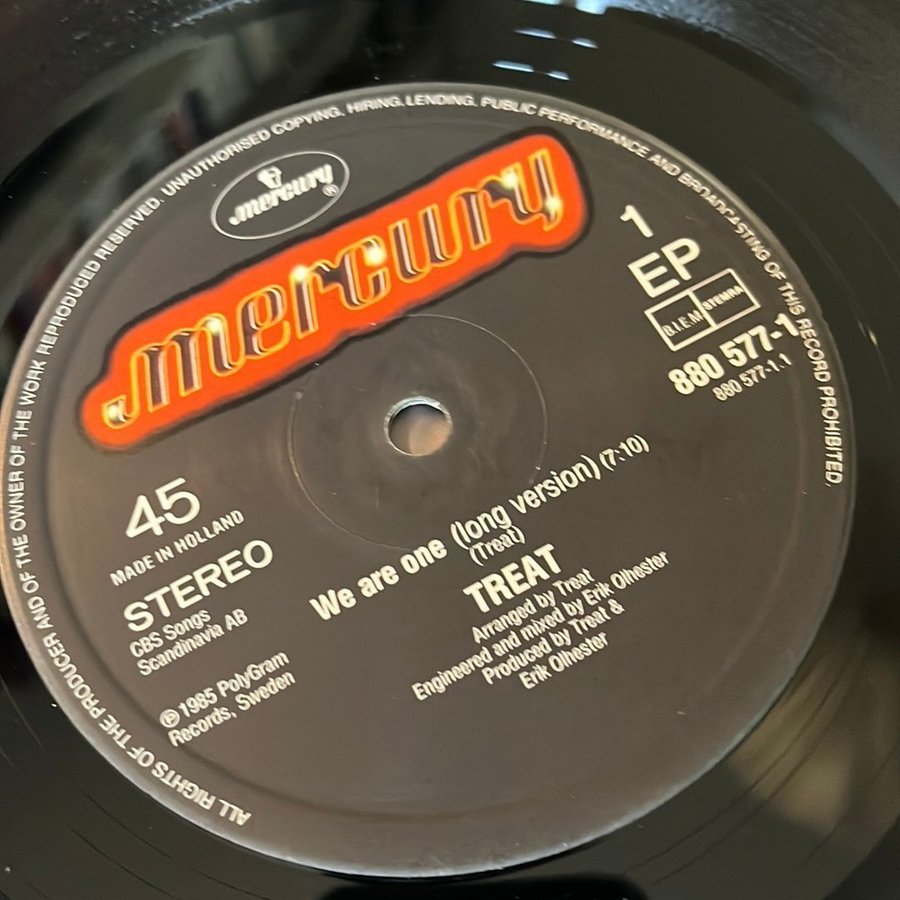 ALL RIGHTS OF THE PRODUCER AND OF THE OWNER OF THE WORK REPRODUCED RESERVED. UNAUTHORISED COPYING, HIRING, LENDING, PUBLIC PERFORMANCE AND BROADCASTING OF THIS RECORD PROHIBITED.
mercury®
mercury
1
EP
B.I.E.M. STEMRA
880 577-1
880 577-1.1
45
MADE IN HOLLAND
STEREO
CBS Songs
Scandinavia AB
℗ 1985 PolyGram
Records, Sweden
We are one (long version) (7:10)
(Treat)
TREAT
Arranged by Treat
Engineered and mixed by Erik Olhester
Produced by Treat &
Erik Olhester